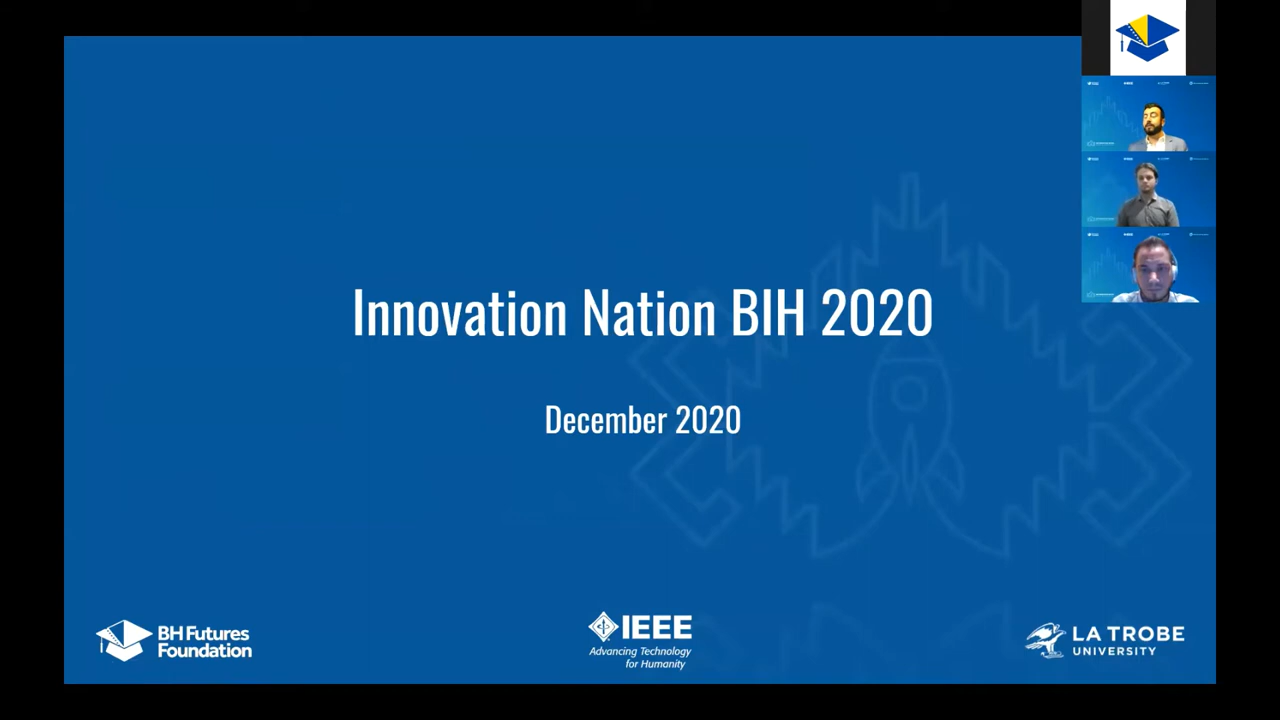 Innovation Nation BIH 2020
December 2020
BH Futures
Foundation
IEEE
Advancing Technology
for Humanity
LA TROBE
UNIVERSITY